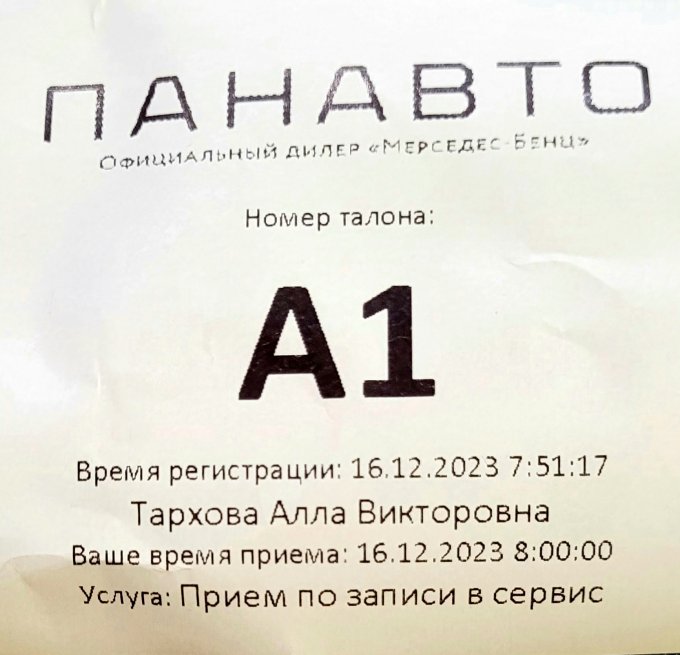 ПАНАВТО
Официальный дилер «Мерседес-Бенц»
Номер талона:
A1
Время регистрации: 16.12.2023 7:51:17
Тархова Алла Викторовна
Ваше время приема: 16.12.2023 8:00:00
Услуга: Прием по записи в сервис